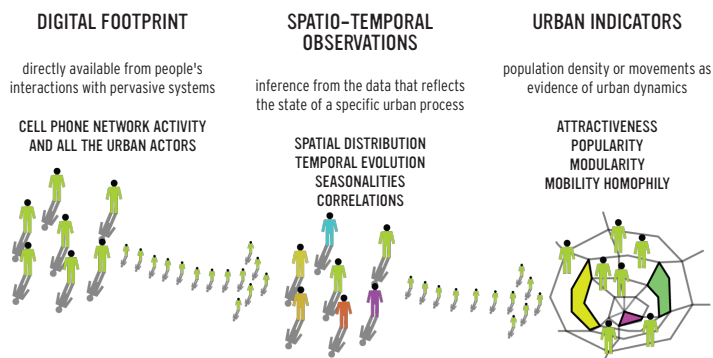 DIGITAL FOOTPRINT
directly available from people's
interactions with pervasive systems
CELL PHONE NETWORK ACTIVITY
AND ALL THE URBAN ACTORS
SPATIO-TEMPORAL
OBSERVATIONS
inference from the data that reflects
the state of a specific urban process
SPATIAL DISTRIBUTION
TEMPORAL EVOLUTION
SEASONALITIES
CORRELATIONS
URBAN INDICATORS
population density or movements as
evidence of urban dynamics
ATTRACTIVENESS
POPULARITY
MODULARITY
MOBILITY HOMOPHILY